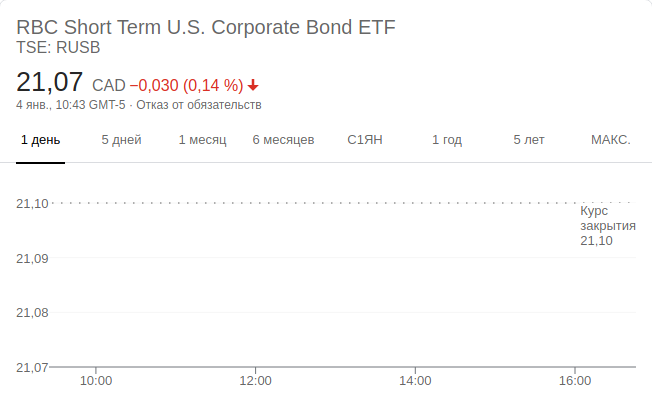 RBC Short Term U.S. Corporate Bond ETF
TSE: RUSB
21,07 CAD −0,030 (0,14 %)
4 янв., 10:43 GMT-5 · Отказ от обязательств
1 день 5 дней 1 месяц 6 месяцев С1ЯН 1 год 5 лет МАКС.
21,10
Курс
закрытия
21,10
21,09
21,08
21,07
10:00 12:00 14:00 16:00